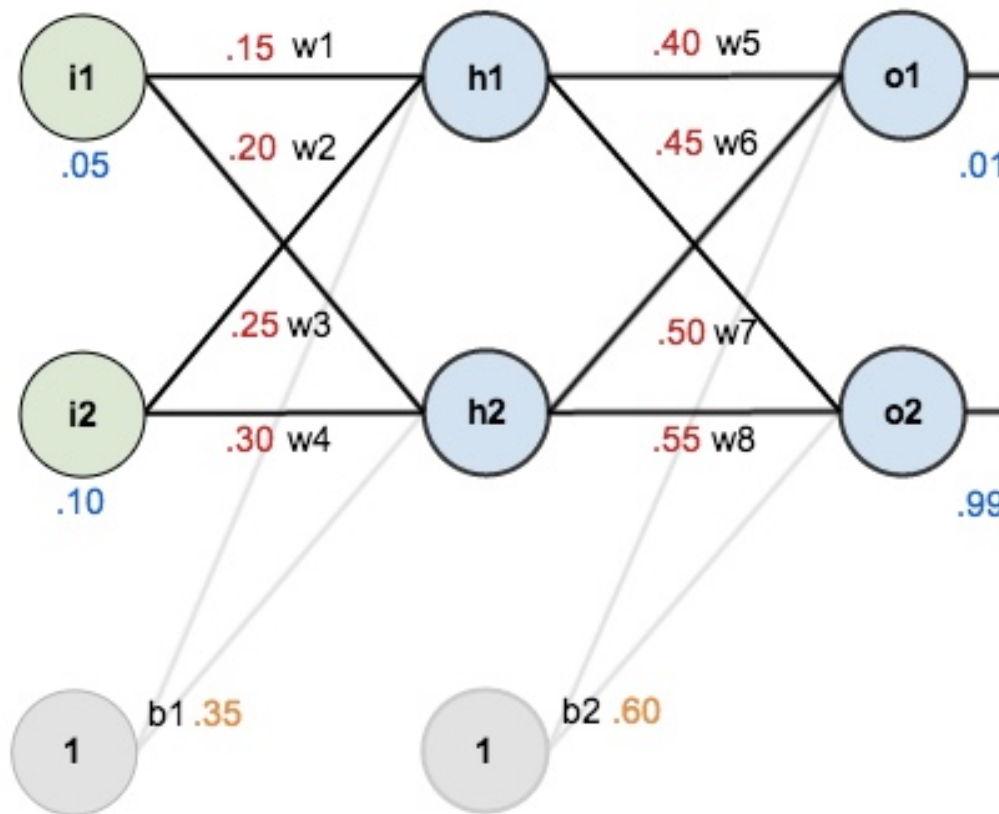 .15 w1
.40 w5
i1
h1
o1
.20 w2
.45 w6
.05
.01
.25 w3
.50 w7
i2
h2
o2
.30 w4
.55 w8
.10
.99
b1 .35
b2 .60
1
1